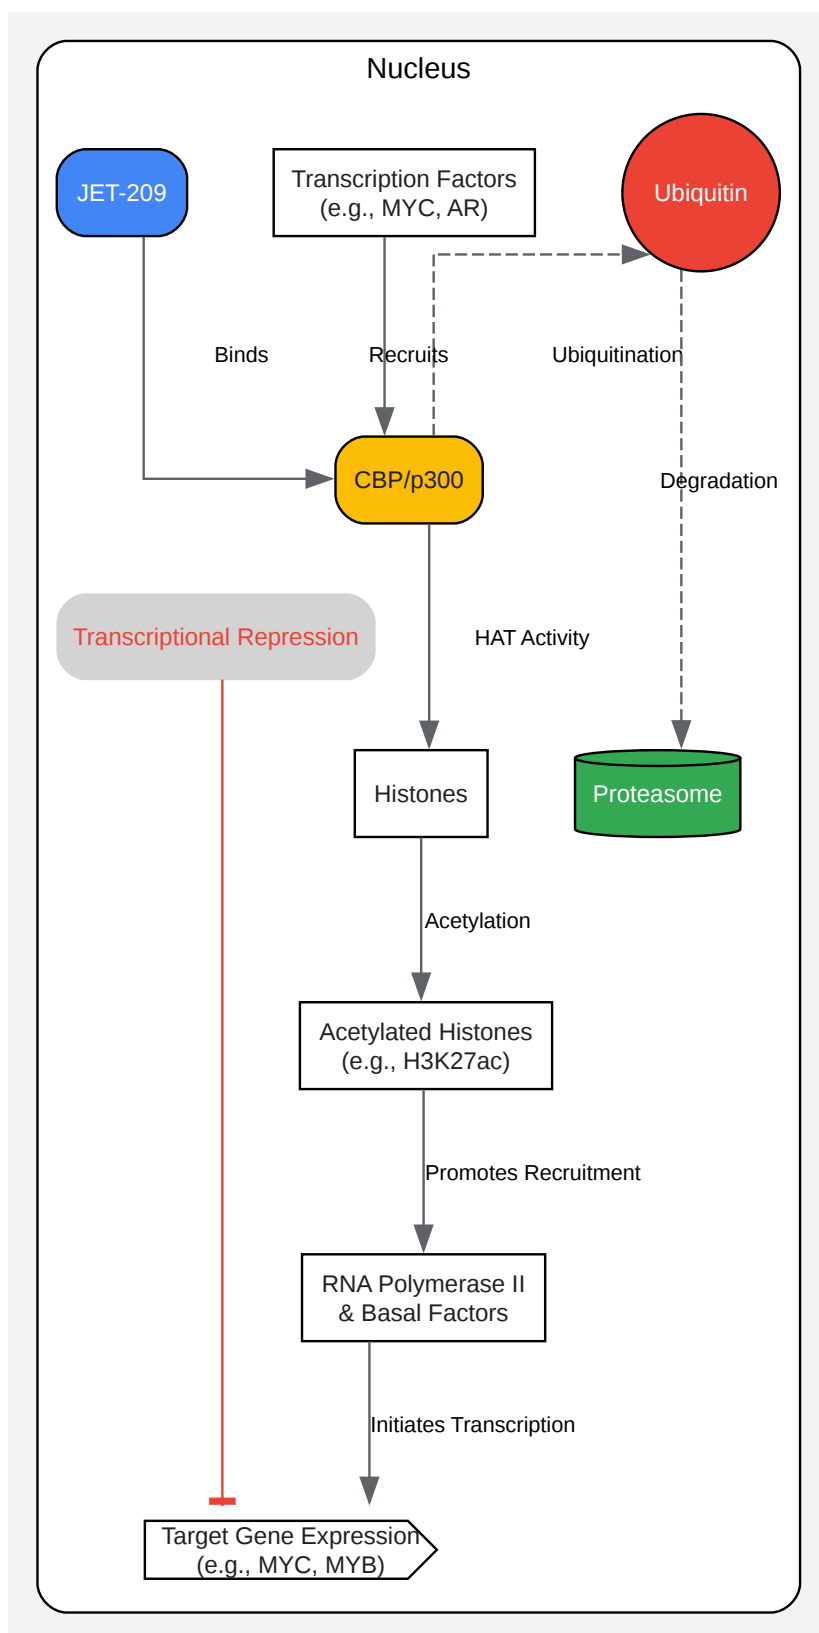 Nucleus
JET-209
Transcription Factors
(e.g., MYC, AR)
Ubiquitin
Binds
Recruits
Ubiquitination
CBP/p300
Degradation
Transcriptional Repression
HAT Activity
Histones
Proteasome
Acetylation
Acetylated Histones
(e.g., H3K27ac)
Promotes Recruitment
RNA Polymerase II
& Basal Factors
Initiates Transcription
Target Gene Expression
(e.g., MYC, MYB)